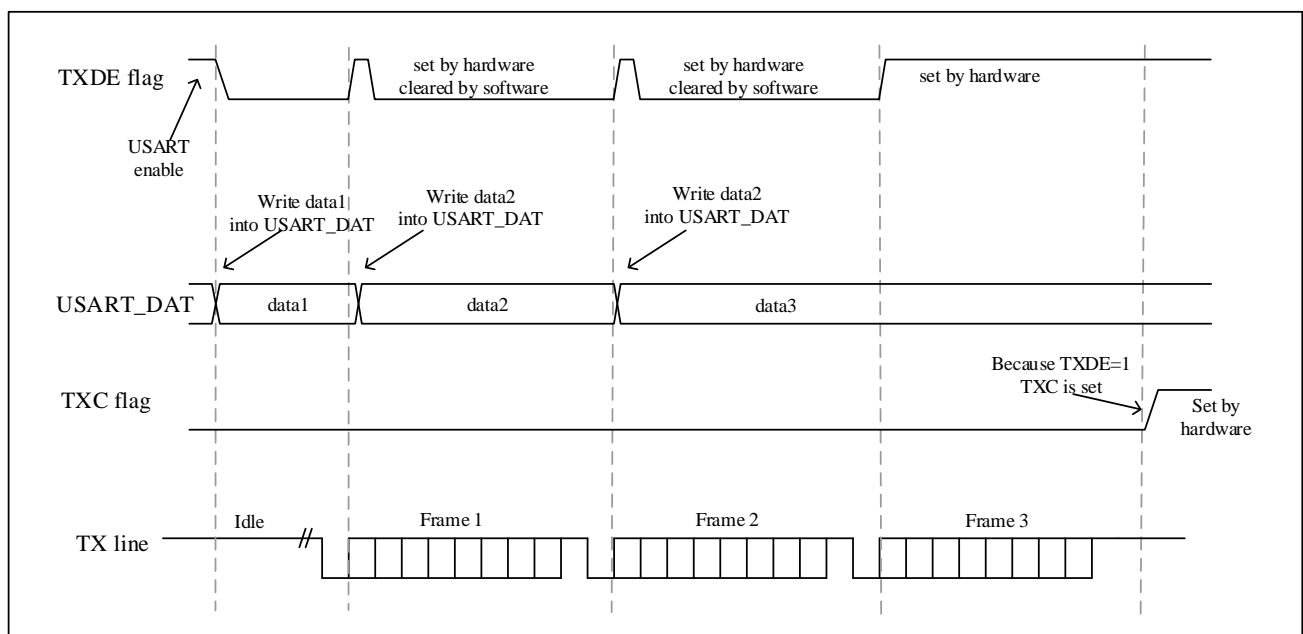 TXDE flag
set by hardware
cleared by software
set by hardware
cleared by software
set by hardware
USART
enable
Write data1
into USART_DAT
Write data2
into USART_DAT
Write data2
into USART_DAT
USART_DAT
data1
data2
data3
Because TXDE=1
TXC is set
TXC flag
Set by
hardware
Idle
Frame 1
Frame 2
Frame 3
TX line